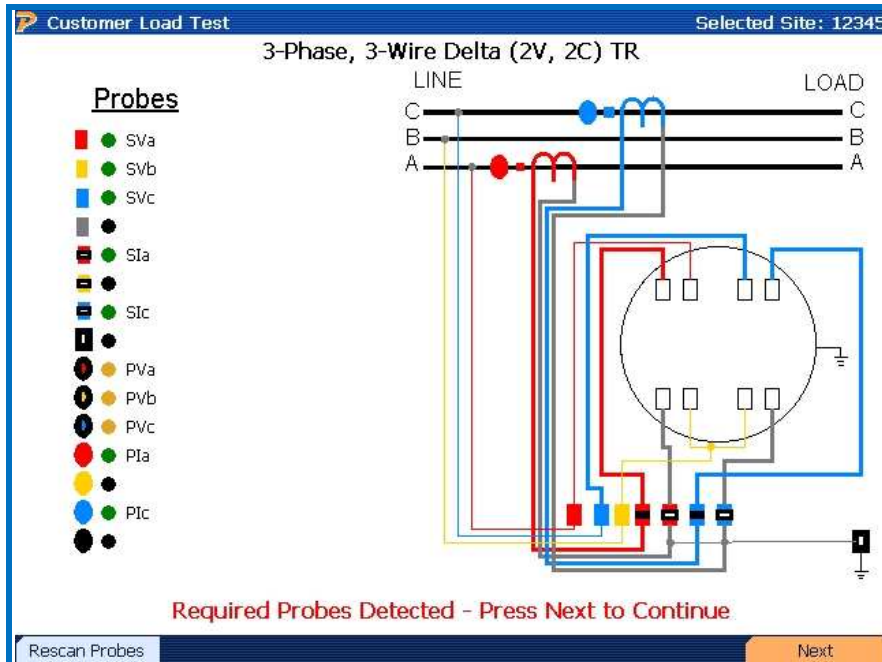 Customer Load Test
Selected Site: 12345
3-Phase, 3-Wire Delta (2V, 2C) TR
LINE
LOAD
Probes
C
C
B
B
A
A
SVa
SVb
SVc
SIa
SIc
PVa
PVb
PVc
PIa
PIc
Required Probes Detected - Press Next to Continue
Rescan Probes
Next